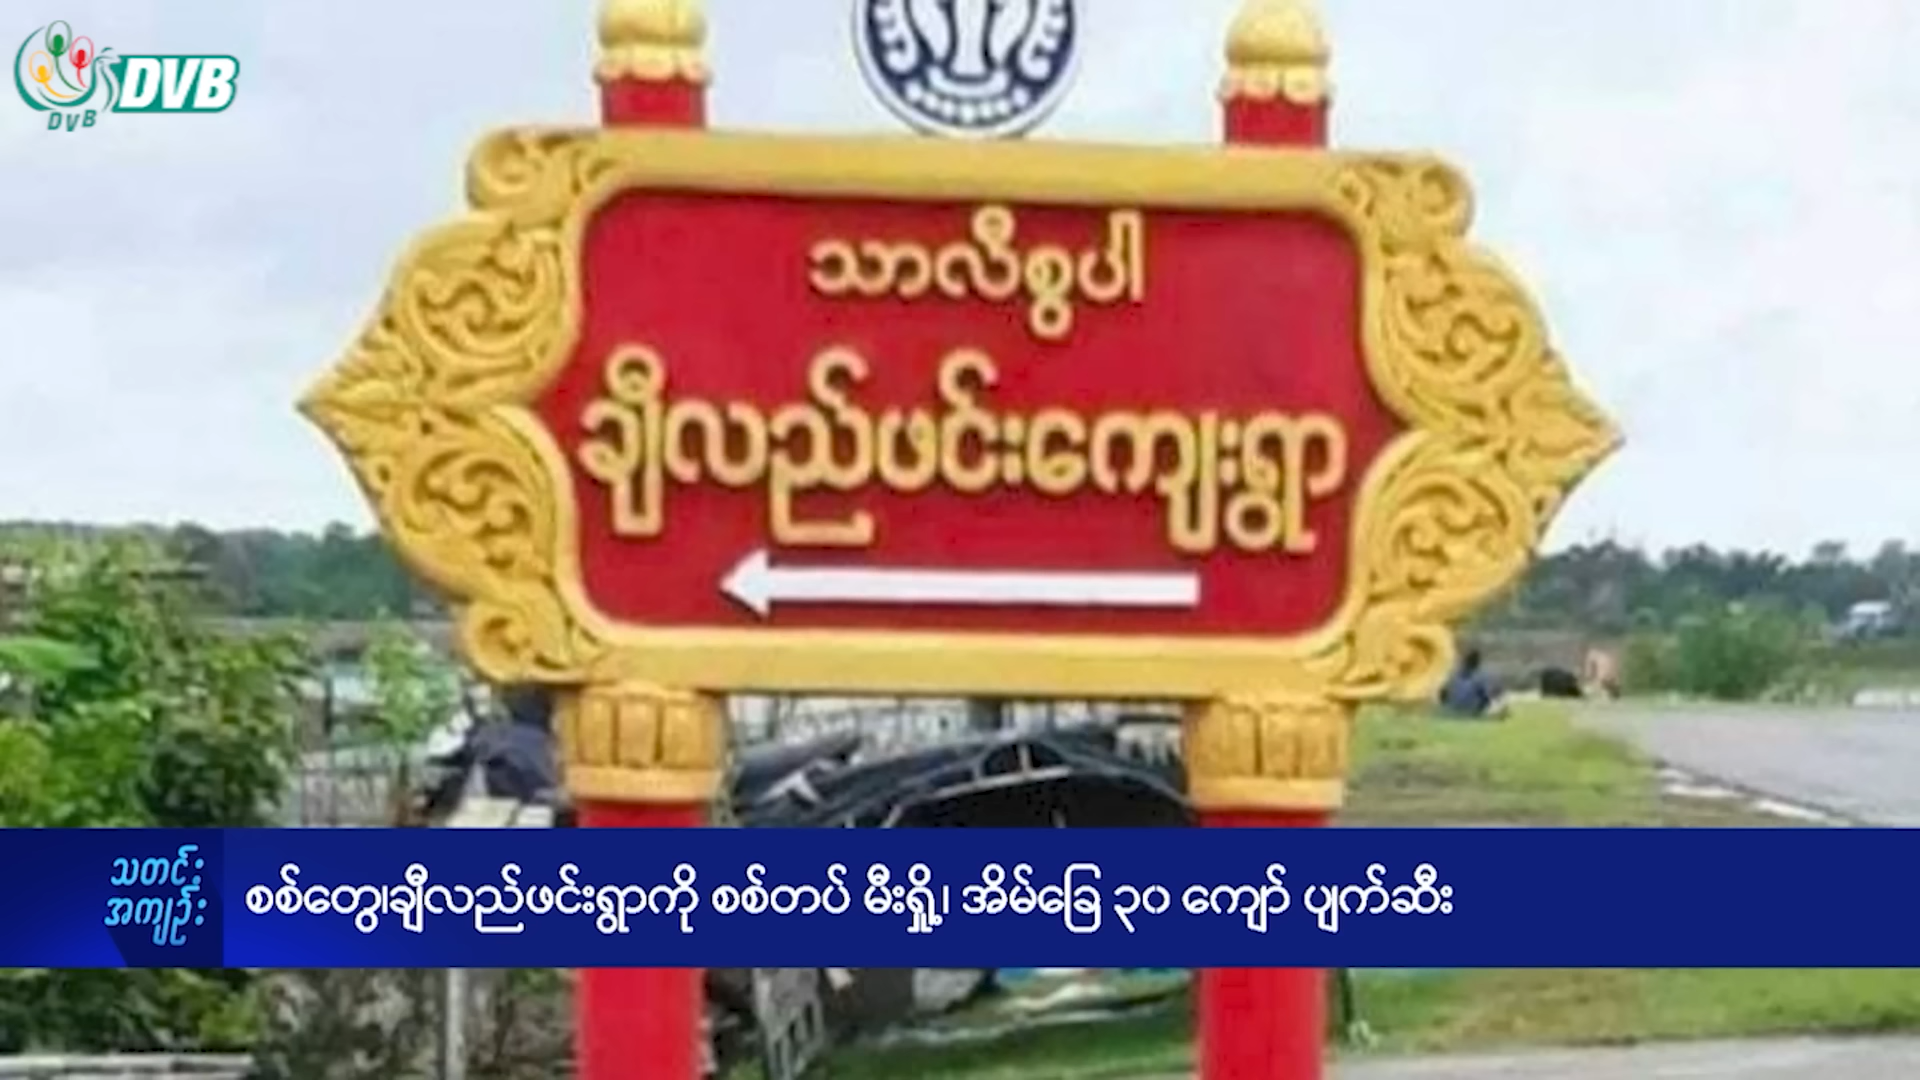 DVB
DVB
သာလီစွပါ
ချီလည်ဖင်းကျေးရွာ
သတင်း
အကျဉ်း
စစ်တွေ၊ချီလည်ဖင်းရွာကို စစ်တပ် မီးရှို့၊ အိမ်ခြေ ၃၀ ကျော် ပျက်ဆီး